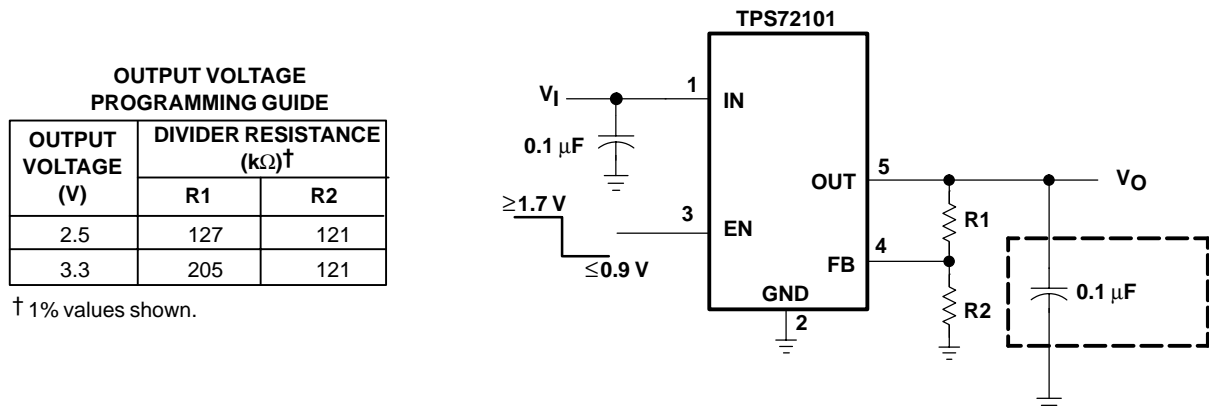 TPS72101
OUTPUT VOLTAGE
PROGRAMMING GUIDE
OUTPUT VOLTAGE (V)
DIVIDER RESISTANCE (kΩ)†
R1 R2
2.5 127 121
3.3 205 121
† 1% values shown.
VI
1
IN
0.1 µF
OUT
5
VO
≥1.7 V
3
EN
≤0.9 V
R1
4
FB
GND
2
R2
0.1 µF